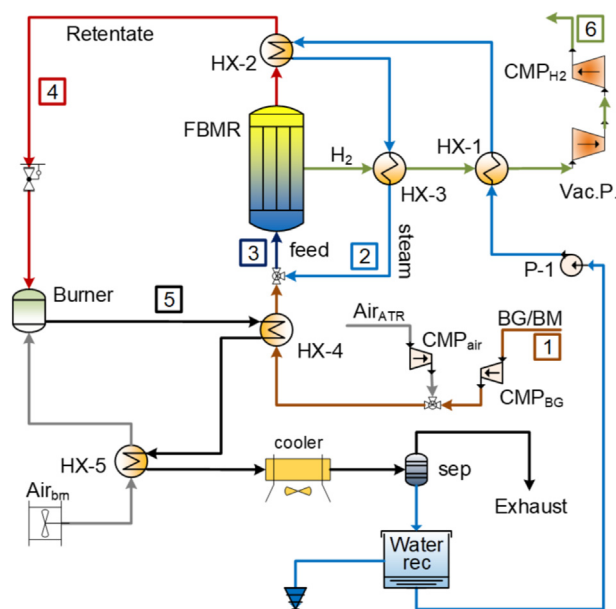 Retentate
6
HX-2
CMPH2
4
FBMR
HX-1
H2
HX-3
Vac.P.
steam
3
feed
2
P-1
Burner
5
AirATR
BG/BM
HX-4
CMPair
1
CMPBG
cooler
HX-5
sep
Airbm
Exhaust
Water
rec